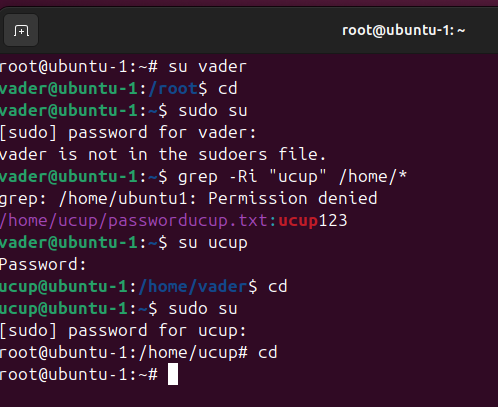 root@ubuntu-1: ~
root@ubuntu-1:~# su vader
vader@ubuntu-1:/root$ cd
vader@ubuntu-1:~$ sudo su
[sudo] password for vader:
vader is not in the sudoers file.
vader@ubuntu-1:~$ grep -Ri "ucup" /home/*
grep: /home/ubuntu1: Permission denied
/home/ucup/passworducup.txt:ucup123
vader@ubuntu-1:~$ su ucup
Password:
ucup@ubuntu-1:/home/vader$ cd
ucup@ubuntu-1:~$ sudo su
[sudo] password for ucup:
root@ubuntu-1:/home/ucup# cd
root@ubuntu-1:~#